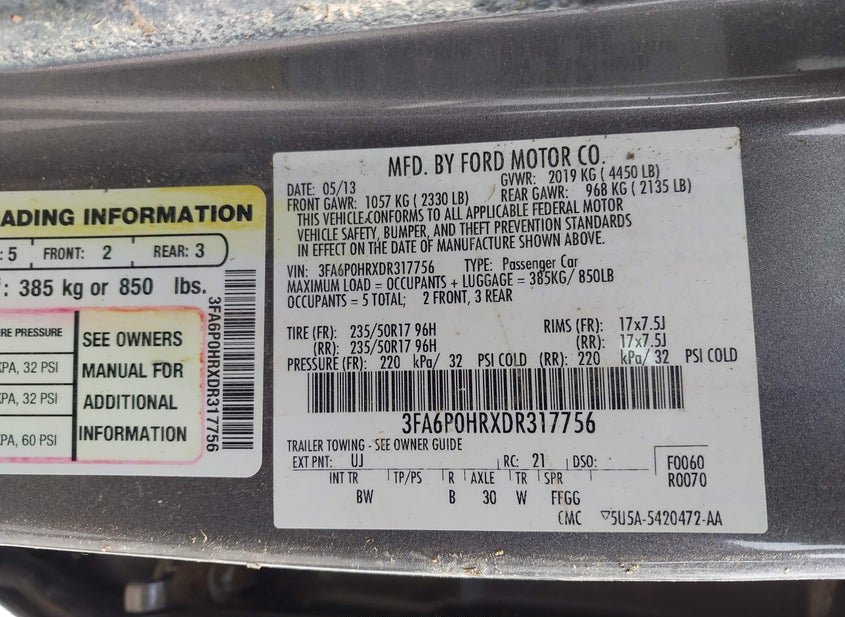 ADING INFORMATION
: 5 FRONT: 2 REAR: 3
: 385 kg or 850 lbs.
RE PRESSURE
KPA, 32 PSI
KPA, 32 PSI
KPA, 60 PSI
SEE OWNERS
MANUAL FOR
ADDITIONAL
INFORMATION
3FA6P0HRXDR317756
MFD. BY FORD MOTOR CO.
DATE: 05/13 GVWR: 2019 KG ( 4450 LB)
FRONT GAWR: 1057 KG ( 2330 LB) REAR GAWR: 968 KG ( 2135 LB)
THIS VEHICLE CONFORMS TO ALL APPLICABLE FEDERAL MOTOR
VEHICLE SAFETY, BUMPER, AND THEFT PREVENTION STANDARDS
IN EFFECT ON THE DATE OF MANUFACTURE SHOWN ABOVE.
VIN: 3FA6P0HRXDR317756 TYPE: Passenger Car
MAXIMUM LOAD = OCCUPANTS + LUGGAGE = 385KG/ 850LB
OCCUPANTS = 5 TOTAL; 2 FRONT, 3 REAR
TIRE (FR): 235/50R17 96H RIMS (FR): 17x7.5J
(RR): 235/50R17 96H (RR): 17x7.5J
PRESSURE (FR): 220 kPa/ 32 PSI COLD (RR): 220 kPa/ 32 PSI COLD
3FA6P0HRXDR317756
TRAILER TOWING - SEE OWNER GUIDE
EXT PNT: UJ RC: 21 DSO: F0060
INT TR TP/PS R AXLE TR SPR R0070
BW B 30 W FFGG
CMC ▽5U5A-5420472-AA